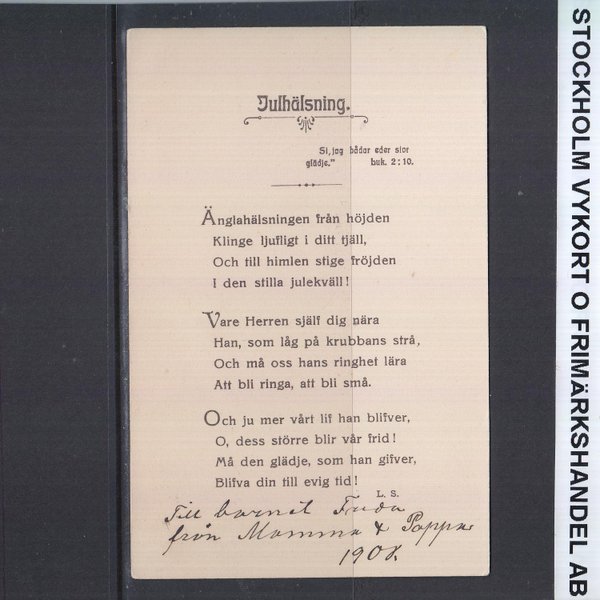 Julhälsning.
Si, jag bådar eder stor
glädje." Luk. 2:10.
Änglahälsningen från höjden
Klinge ljufligt i ditt tjäll,
Och till himlen stige fröjden
I den stilla julekväll!
Vare Herren själf dig nära
Han, som låg på krubbans strå,
Och må oss hans ringhet lära
Att bli ringa, att bli små.
Och ju mer vårt lif han blifver,
O, dess större blir vår frid!
Må den glädje, som han gifver,
Blifva din till evig tid!
L. S.
Till barnet
från Mamma & Pappa
1908.
STOCKHOLM VYKORT O FRIMÄRKSHANDEL AB